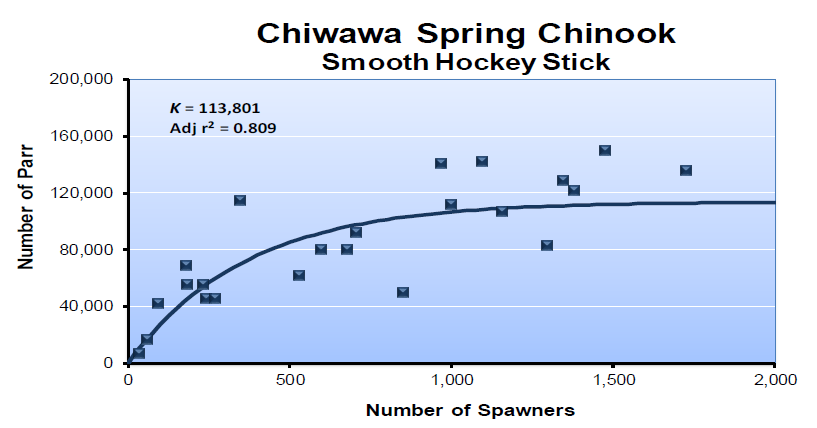 Chiwawa Spring Chinook
Smooth Hockey Stick
200,000
160,000
120,000
80,000
40,000
0
Number of Parr
K = 113,801
Adj r² = 0.809
0 500 1,000 1,500 2,000
Number of Spawners